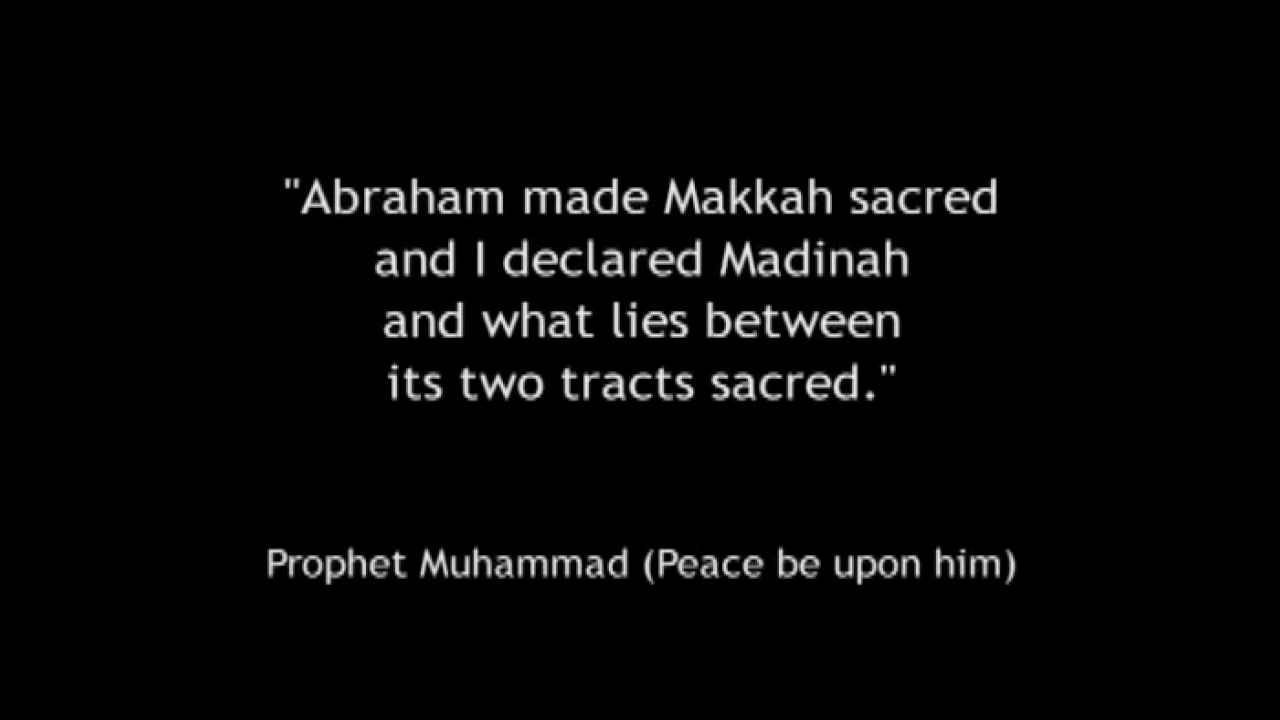 "Abraham made Makkah sacred
and I declared Madinah
and what lies between
its two tracts sacred."
Prophet Muhammad (Peace be upon him)